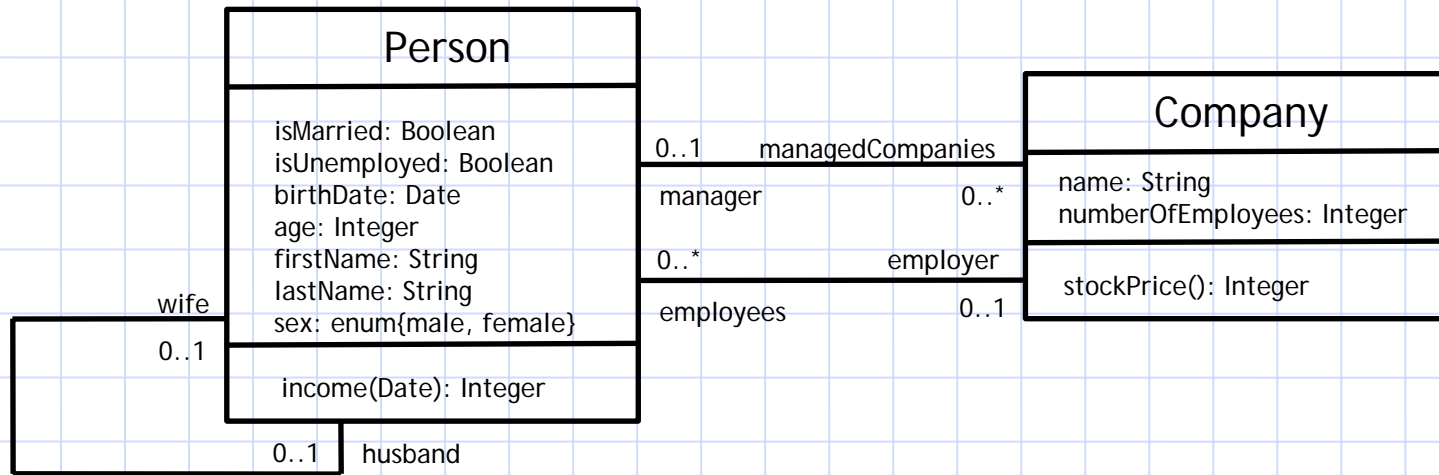 Person
isMarried: Boolean
isUnemployed: Boolean
birthDate: Date
age: Integer
firstName: String
lastName: String
sex: enum{male, female}
income(Date): Integer
wife
0..1
0..1 husband
0..1 managedCompanies
manager 0..*
0..* employer
employees 0..1
Company
name: String
numberOfEmployees: Integer
stockPrice(): Integer